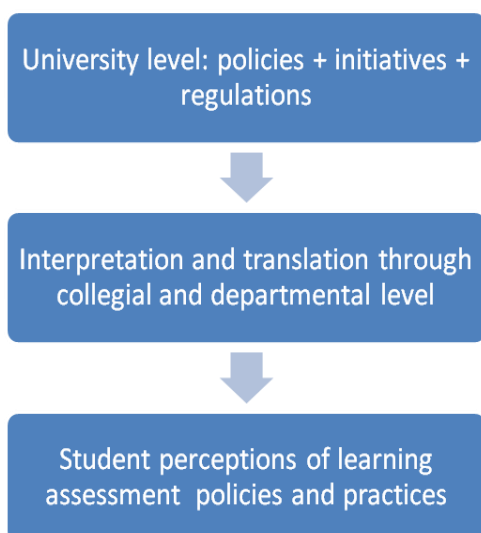 University level: policies + initiatives +
regulations
Interpretation and translation through
collegial and departmental level
Student perceptions of learning
assessment policies and practices